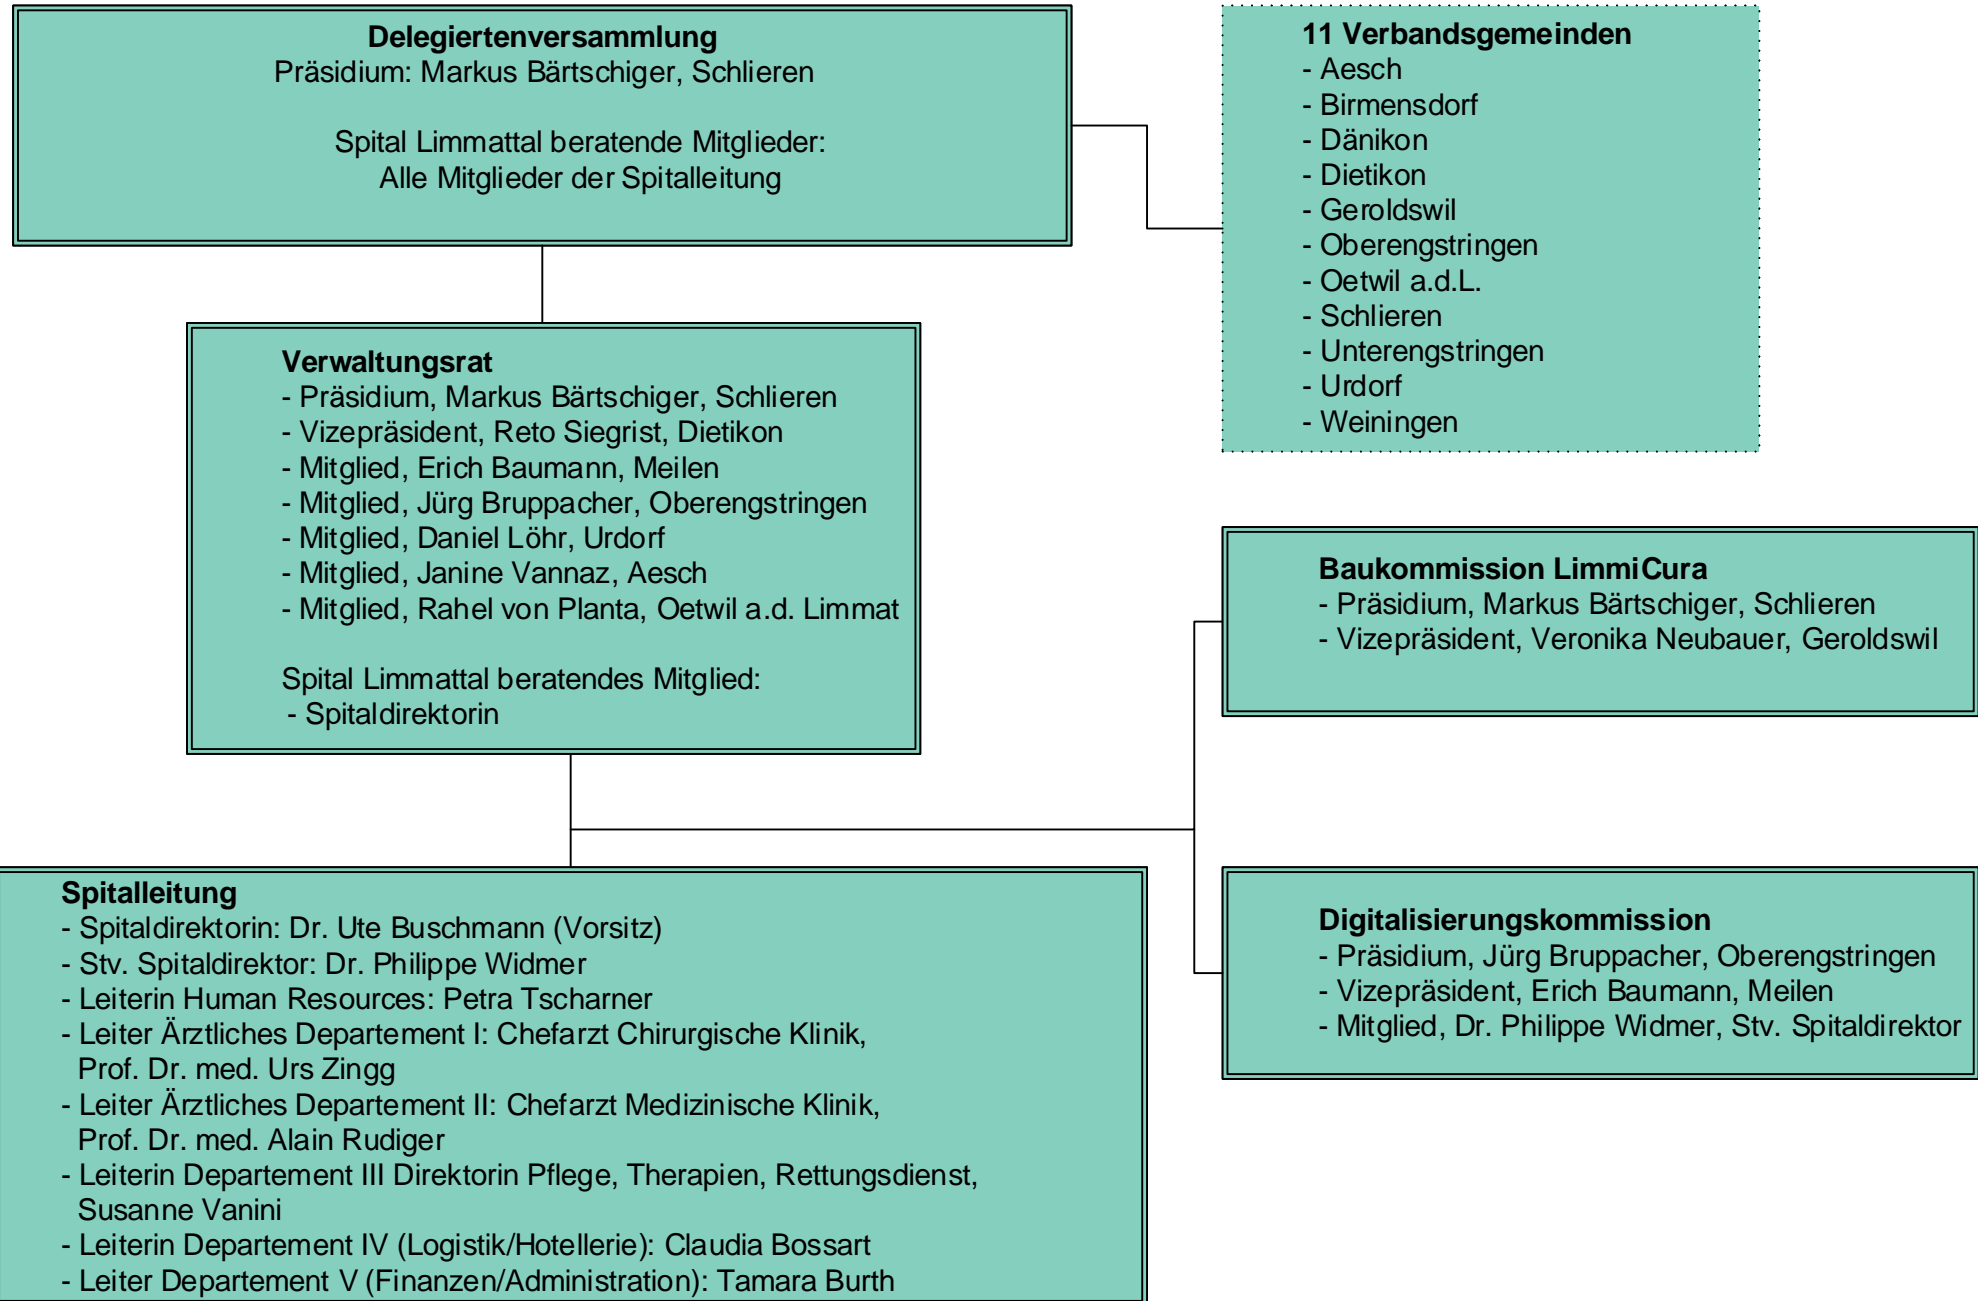 Delegiertenversammlung
Präsidium: Markus Bärtschiger, Schlieren
Spital Limmattal beratende Mitglieder:
Alle Mitglieder der Spitalleitung
11 Verbandsgemeinden
- Aesch
- Birmensdorf
- Dänikon
- Dietikon
- Geroldswil
- Oberengstringen
- Oetwil a.d.L.
- Schlieren
- Unterengstringen
- Urdorf
- Weiningen
Verwaltungsrat
- Präsidium, Markus Bärtschiger, Schlieren
- Vizepräsident, Reto Siegrist, Dietikon
- Mitglied, Erich Baumann, Meilen
- Mitglied, Jürg Bruppacher, Oberengstringen
- Mitglied, Daniel Löhr, Urdorf
- Mitglied, Janine Vannaz, Aesch
- Mitglied, Rahel von Planta, Oetwil a.d. Limmat
Spital Limmattal beratendes Mitglied:
- Spitaldirektorin
Baukommission LimmiCura
- Präsidium, Markus Bärtschiger, Schlieren
- Vizepräsident, Veronika Neubauer, Geroldswil
Spitalleitung
- Spitaldirektorin: Dr. Ute Buschmann (Vorsitz)
- Stv. Spitaldirektor: Dr. Philippe Widmer
- Leiterin Human Resources: Petra Tscharner
- Leiter Ärztliches Departement I: Chefarzt Chirurgische Klinik,
Prof. Dr. med. Urs Zingg
- Leiter Ärztliches Departement II: Chefarzt Medizinische Klinik,
Prof. Dr. med. Alain Rudiger
- Leiterin Departement III Direktorin Pflege, Therapien, Rettungsdienst,
Susanne Vanini
- Leiterin Departement IV (Logistik/Hotellerie): Claudia Bossart
- Leiter Departement V (Finanzen/Administration): Tamara Burth
Digitalisierungskommission
- Präsidium, Jürg Bruppacher, Oberengstringen
- Vizepräsident, Erich Baumann, Meilen
- Mitglied, Dr. Philippe Widmer, Stv. Spitaldirektor